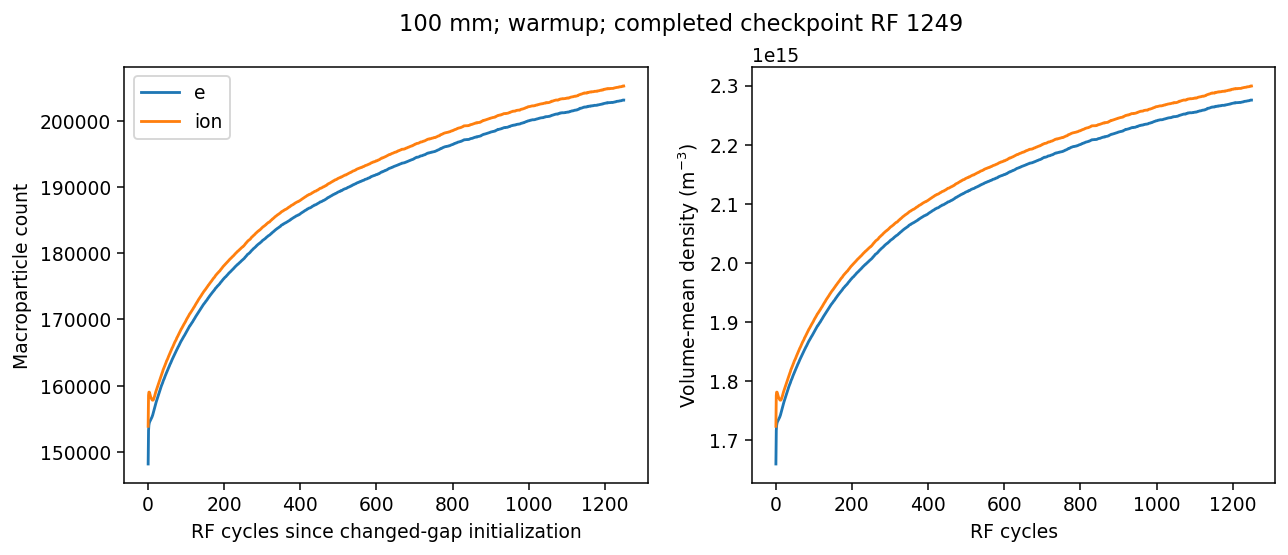 100 mm; warmup; completed checkpoint RF 1249
e
ion
Macroparticle count
200000
190000
180000
170000
160000
150000
0 200 400 600 800 1000 1200
RF cycles since changed-gap initialization
1e15
Volume-mean density (m⁻³)
2.3
2.2
2.1
2.0
1.9
1.8
1.7
0 200 400 600 800 1000 1200
RF cycles